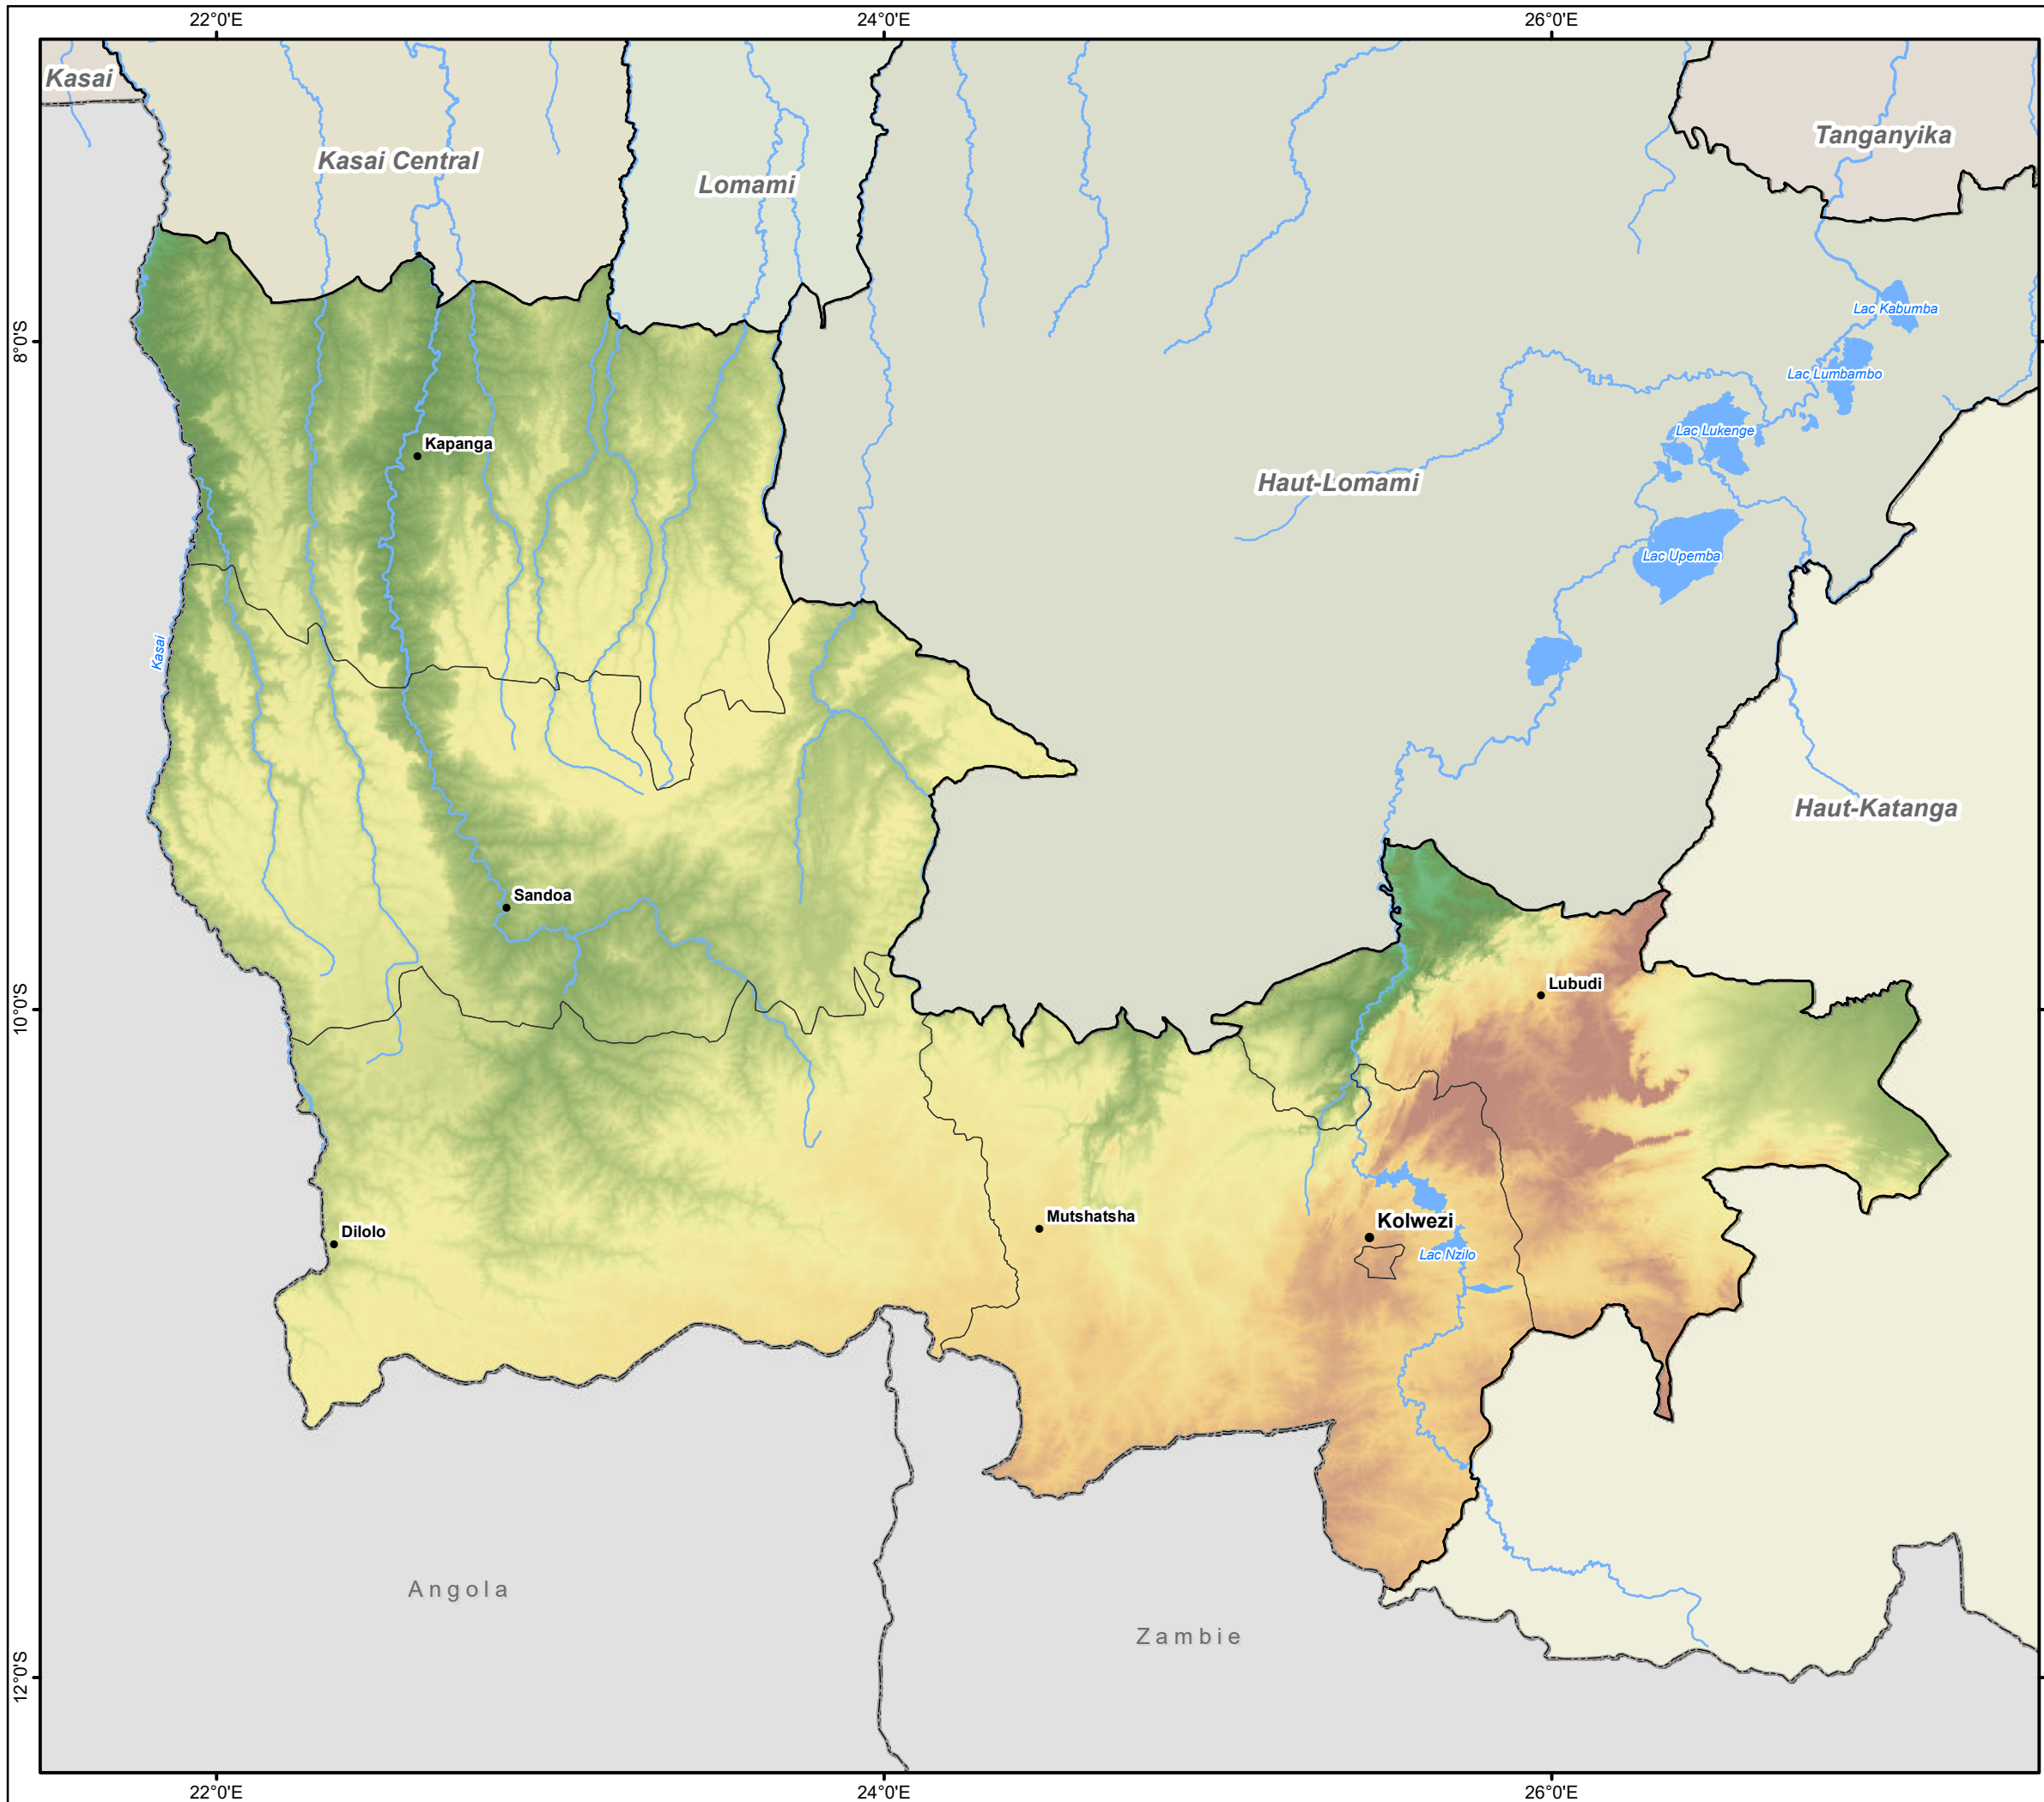 22°0'E
24°0'E
26°0'E
Kasai
Kasai Central
Lomami
Tanganyika
Lac Kabumba
8°0'S
Lac Lumbambo
Lac Lukenge
Kapanga
Haut-Lomami
Lac Upemba
Kasai
Haut-Katanga
Sandoa
Lubudi
10°0'S
Mutshatsha
Kolwezi
Dilolo
Lac Nzilo
Angola
Zambie
12°0'S
22°0'E
24°0'E
26°0'E